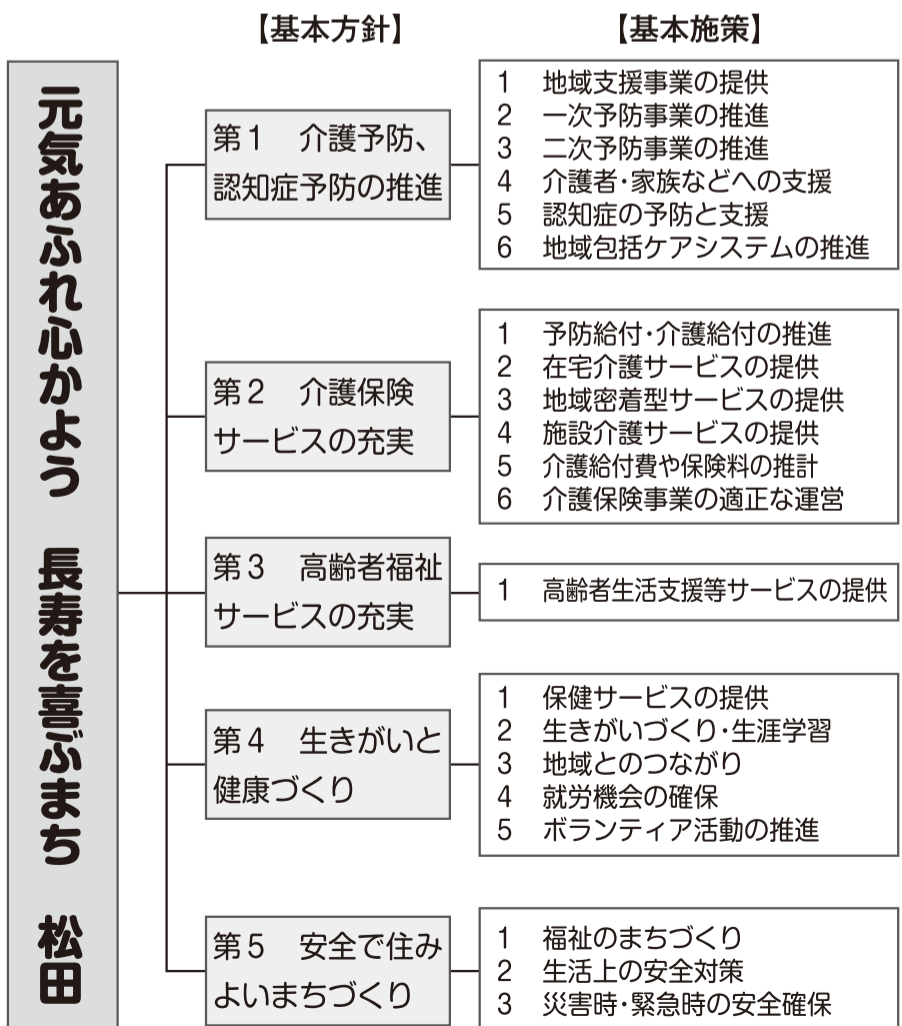 【基本方針】
【基本施策】
元気あふれ心かよう　長寿を喜ぶまち　松田
第１　介護予防、
認知症予防の推進
1　地域支援事業の提供
2　一次予防事業の推進
3　二次予防事業の推進
4　介護者・家族などへの支援
5　認知症の予防と支援
6　地域包括ケアシステムの推進
第２　介護保険
サービスの充実
1　予防給付・介護給付の推進
2　在宅介護サービスの提供
3　地域密着型サービスの提供
4　施設介護サービスの提供
5　介護給付費や保険料の推計
6　介護保険事業の適正な運営
第３　高齢者福祉
サービスの充実
1　高齢者生活支援等サービスの提供
第４　生きがいと
健康づくり
1　保健サービスの提供
2　生きがいづくり・生涯学習
3　地域とのつながり
4　就労機会の確保
5　ボランティア活動の推進
第５　安全で住み
よいまちづくり
1　福祉のまちづくり
2　生活上の安全対策
3　災害時・緊急時の安全確保